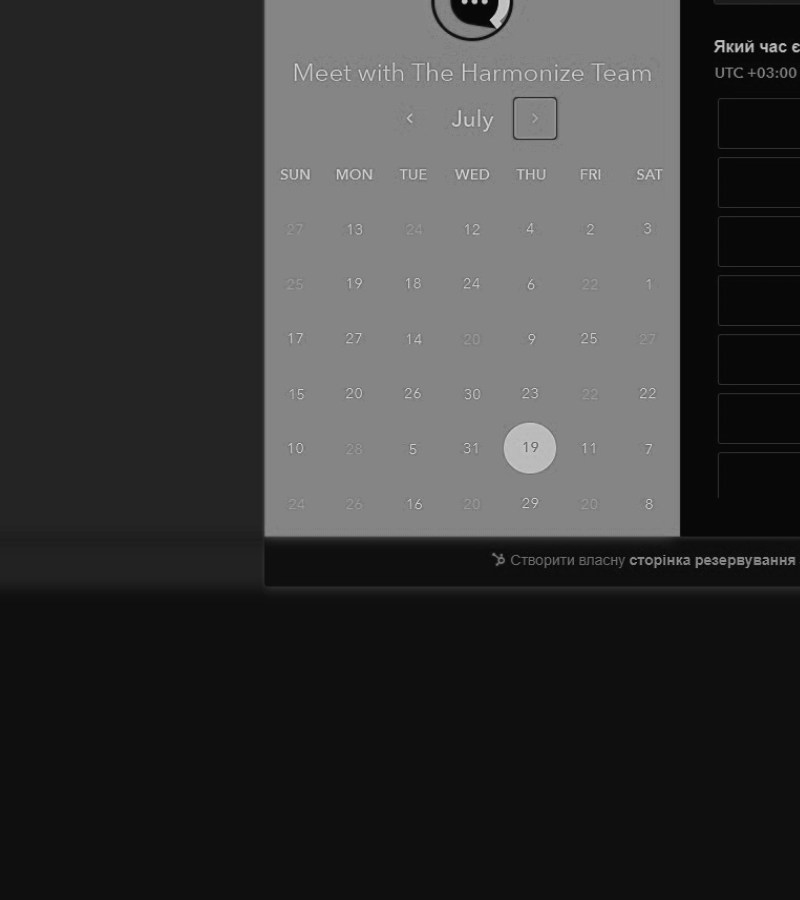 Який час є
Meet with The Harmonize Team
UTC +03:00
July
SUN MON TUE WED THU FRI SAT
27 13 24 12 4 2 3
25 19 18 24 6 22 1
17 27 14 20 9 25 27
15 20 26 30 23 22 22
10 28 5 31 19 11 7
24 26 16 20 29 20 8
Створити власну сторінка резервування